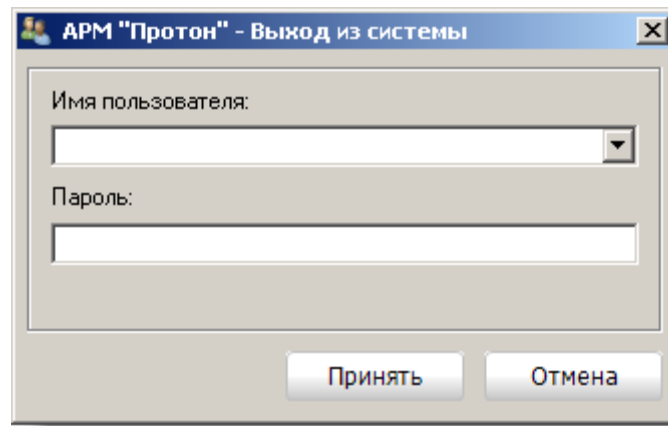 АРМ "Протон" - Выход из системы
Имя пользователя:
Пароль:
Принять Отмена